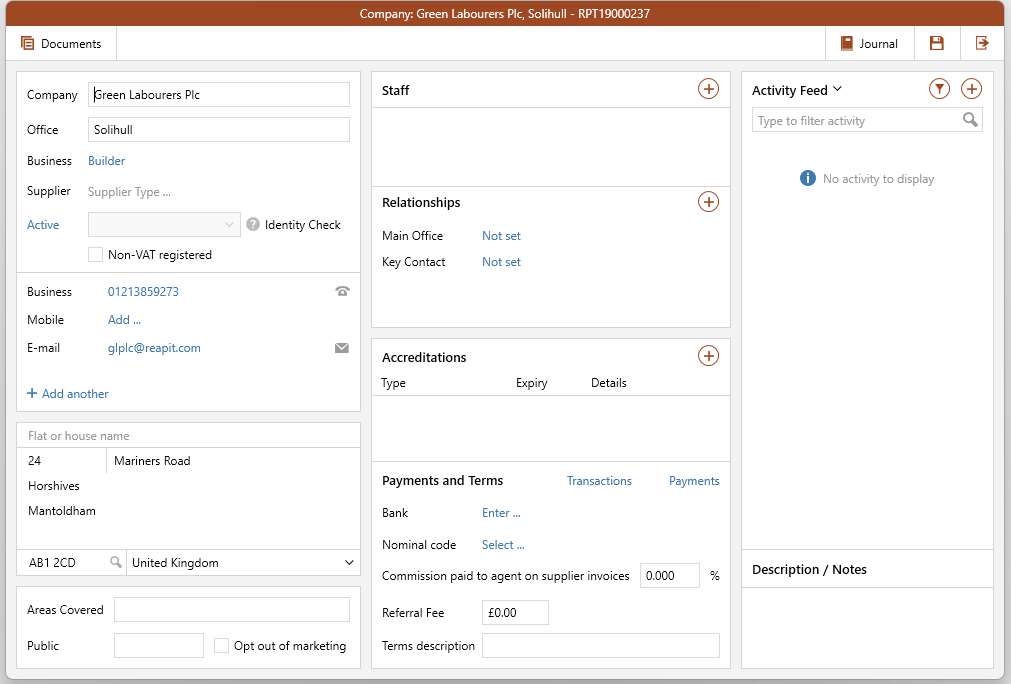 Company: Green Labourers Plc, Solihull - RPT19000237
Documents
Journal
Company Green Labourers Plc
Office Solihull
Business Builder
Supplier Supplier Type ...
Active ? Identity Check
Non-VAT registered
Business 01213859273
Mobile Add ...
E-mail glplc@reapit.com
+ Add another
Flat or house name
24 Mariners Road
Horshives
Mantoldham
AB1 2CD United Kingdom
Areas Covered
Public Opt out of marketing
Staff
Relationships
Main Office Not set
Key Contact Not set
Accreditations
Type Expiry Details
Payments and Terms Transactions Payments
Bank Enter ...
Nominal code Select ...
Commission paid to agent on supplier invoices 0.000 %
Referral Fee £0.00
Terms description
Activity Feed
Type to filter activity
i No activity to display
Description / Notes